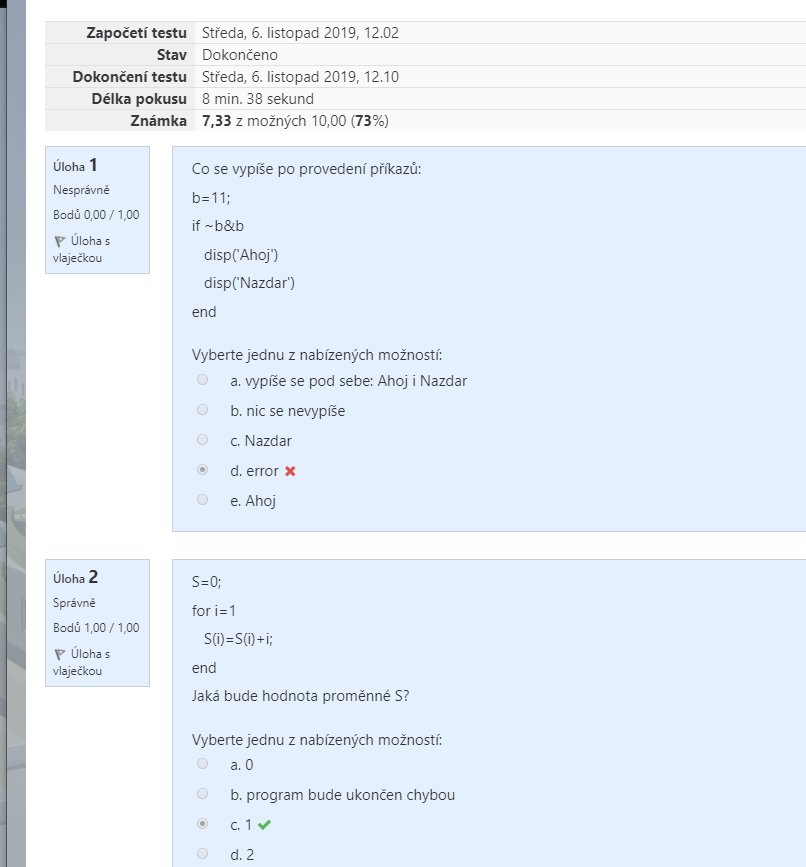 Započetí testu Středa, 6. listopad 2019, 12.02
Stav Dokončeno
Dokončení testu Středa, 6. listopad 2019, 12.10
Délka pokusu 8 min. 38 sekund
Známka 7,33 z možných 10,00 (73%)
Úloha 1
Nesprávně
Bodů 0,00 / 1,00
Úloha s
vlaječkou
Co se vypíše po provedení příkazů:
b=11;
if ~b&b
disp('Ahoj')
disp('Nazdar')
end
Vyberte jednu z nabízených možností:
a. vypíše se pod sebe: Ahoj i Nazdar
b. nic se nevypíše
c. Nazdar
d. error
e. Ahoj
Úloha 2
Správně
Bodů 1,00 / 1,00
Úloha s
vlaječkou
S=0;
for i=1
S(i)=S(i)+i;
end
Jaká bude hodnota proměnné S?
Vyberte jednu z nabízených možností:
a. 0
b. program bude ukončen chybou
c. 1
d. 2